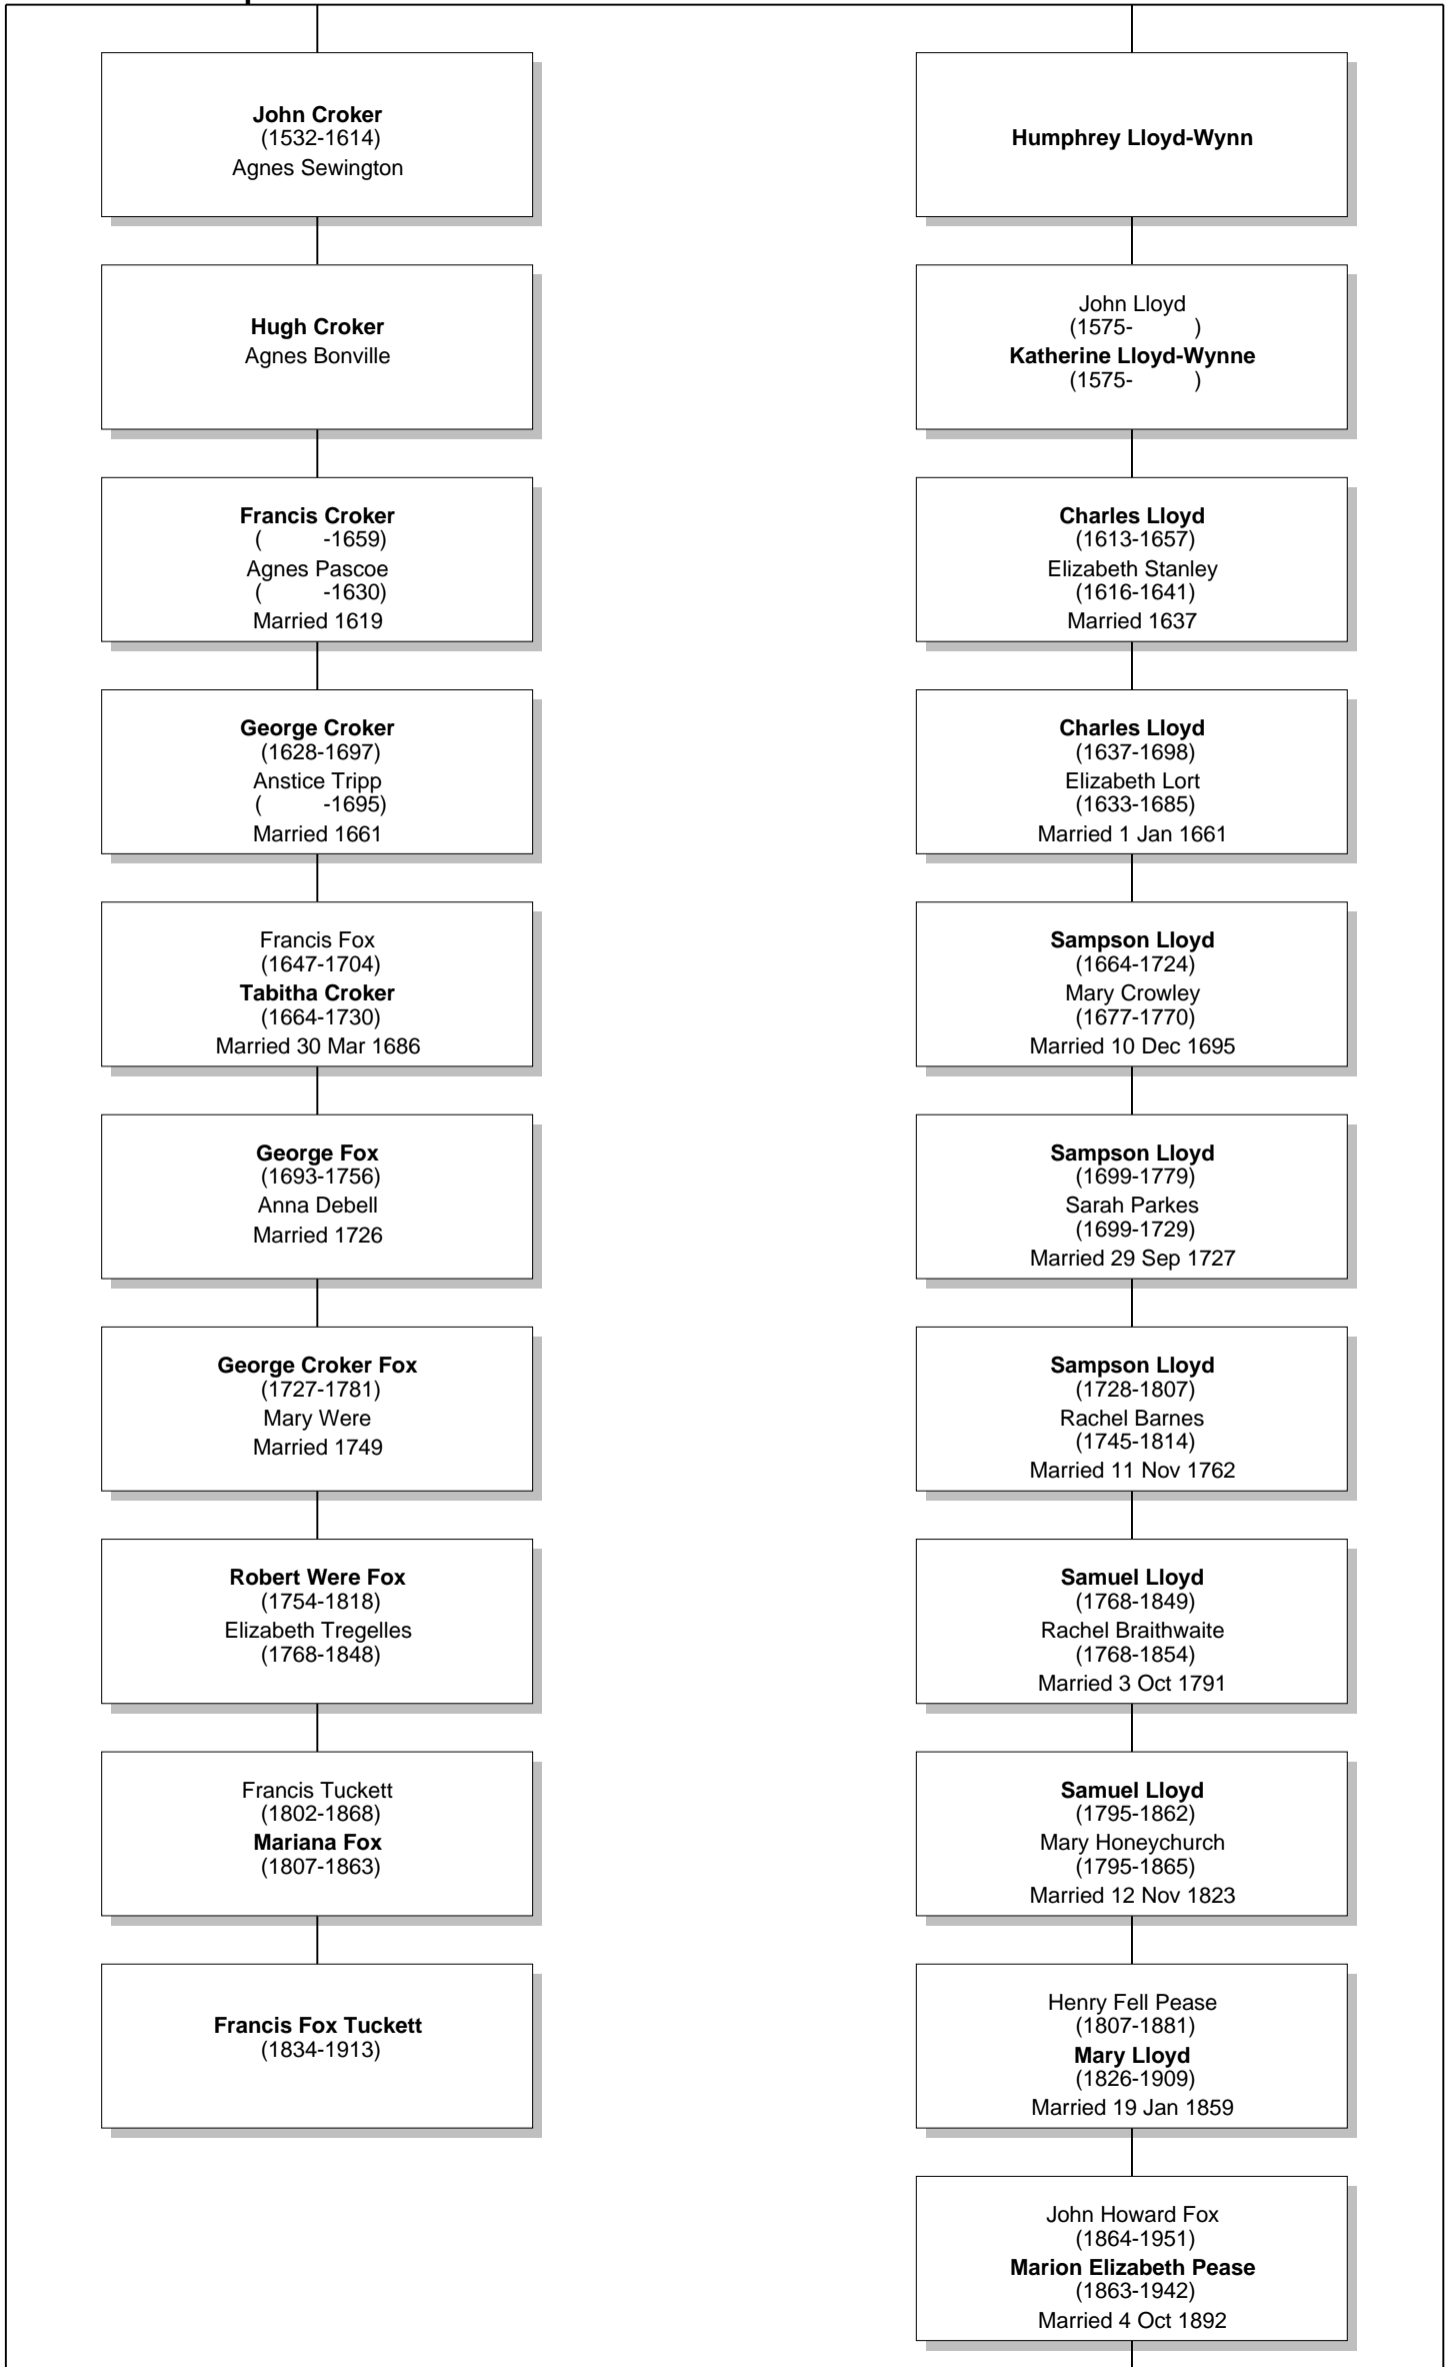 John Croker
(1532-1614)
Agnes Sewington
Humphrey Lloyd-Wynn
Hugh Croker
Agnes Bonville
John Lloyd
(1575- )
Katherine Lloyd-Wynne
(1575- )
Francis Croker
( -1659)
Agnes Pascoe
( -1630)
Married 1619
Charles Lloyd
(1613-1657)
Elizabeth Stanley
(1616-1641)
Married 1637
George Croker
(1628-1697)
Anstice Tripp
( -1695)
Married 1661
Charles Lloyd
(1637-1698)
Elizabeth Lort
(1633-1685)
Married 1 Jan 1661
Francis Fox
(1647-1704)
Tabitha Croker
(1664-1730)
Married 30 Mar 1686
Sampson Lloyd
(1664-1724)
Mary Crowley
(1677-1770)
Married 10 Dec 1695
George Fox
(1693-1756)
Anna Debell
Married 1726
Sampson Lloyd
(1699-1779)
Sarah Parkes
(1699-1729)
Married 29 Sep 1727
George Croker Fox
(1727-1781)
Mary Were
Married 1749
Sampson Lloyd
(1728-1807)
Rachel Barnes
(1745-1814)
Married 11 Nov 1762
Robert Were Fox
(1754-1818)
Elizabeth Tregelles
(1768-1848)
Samuel Lloyd
(1768-1849)
Rachel Braithwaite
(1768-1854)
Married 3 Oct 1791
Francis Tuckett
(1802-1868)
Mariana Fox
(1807-1863)
Samuel Lloyd
(1795-1862)
Mary Honeychurch
(1795-1865)
Married 12 Nov 1823
Francis Fox Tuckett
(1834-1913)
Henry Fell Pease
(1807-1881)
Mary Lloyd
(1826-1909)
Married 19 Jan 1859
John Howard Fox
(1864-1951)
Marion Elizabeth Pease
(1863-1942)
Married 4 Oct 1892